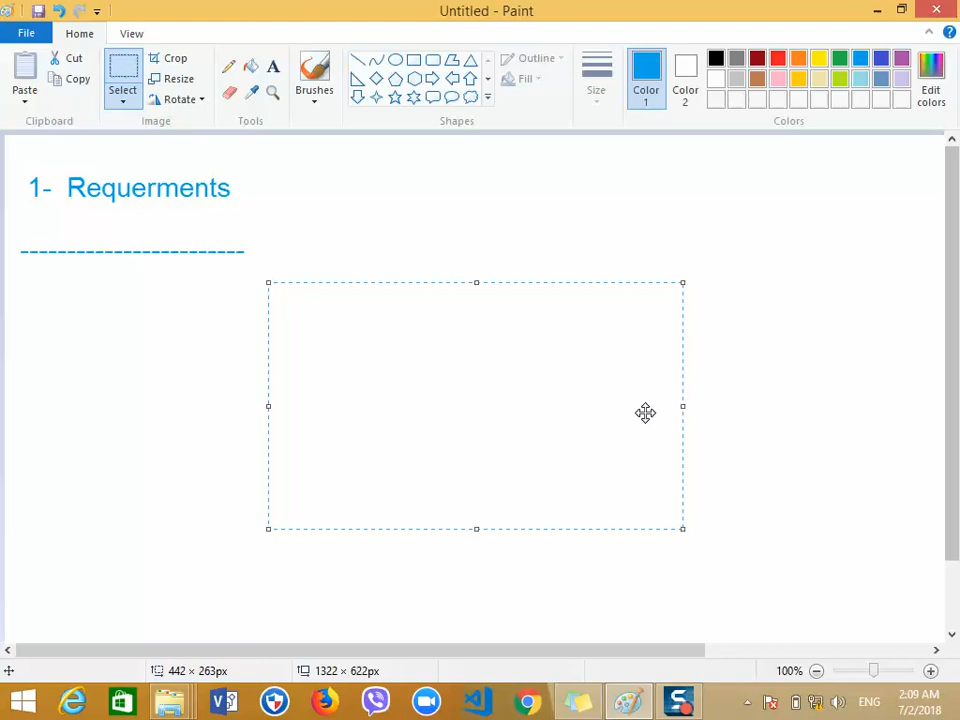 Untitled - Paint
File
Home
View
Paste
Cut
Copy
Clipboard
Select
Crop
Resize
Rotate
Image
A
Tools
Brushes
Outline
Fill
Shapes
Size
Color 1
Color 2
Edit colors
Colors
1- Requerments
------------------------
442 × 263px
1322 × 622px
100%
ENG
2:09 AM
7/2/2018